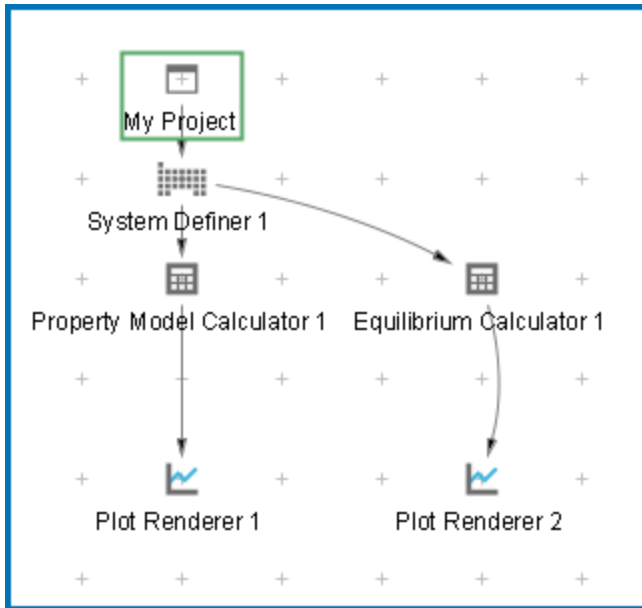 My Project
System Definer 1
Property Model Calculator 1
Equilibrium Calculator 1
Plot Renderer 1
Plot Renderer 2